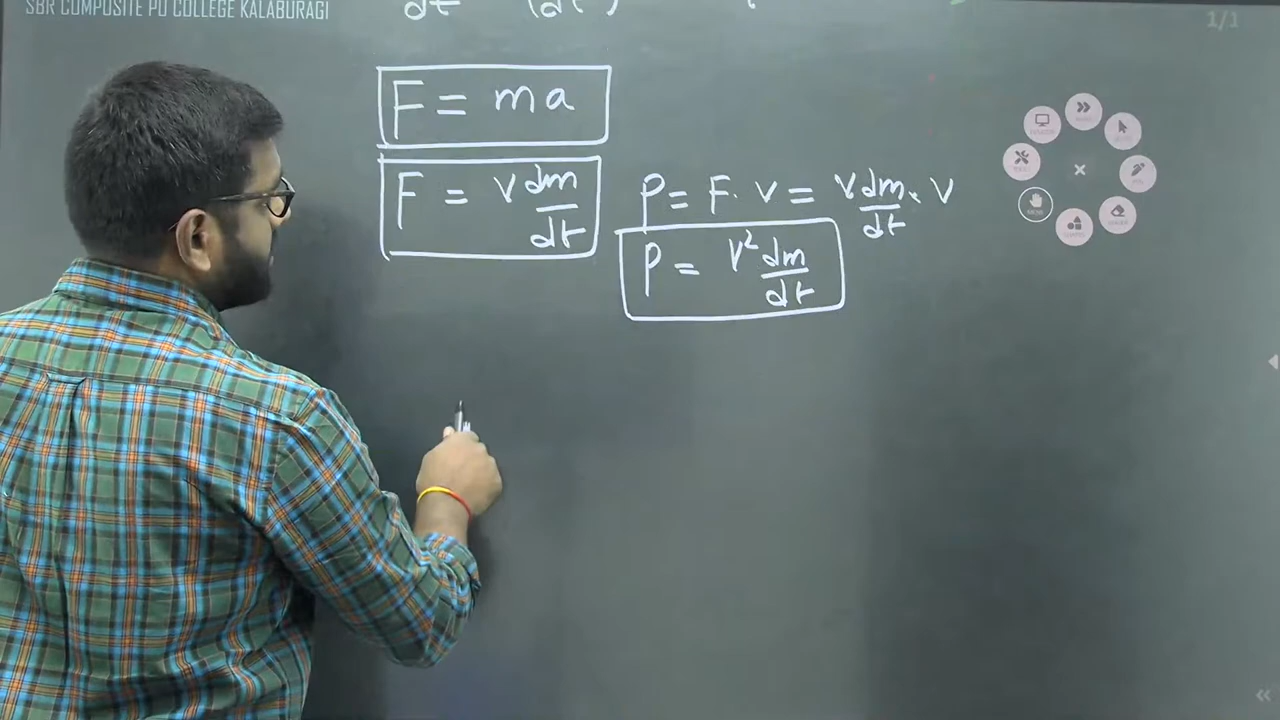 SBR COMPOSITE PU COLLEGE KALABURAGI
1/1
F = ma
F = v dm/dt
P = F. v = v dm/dt × v
P = v² dm/dt